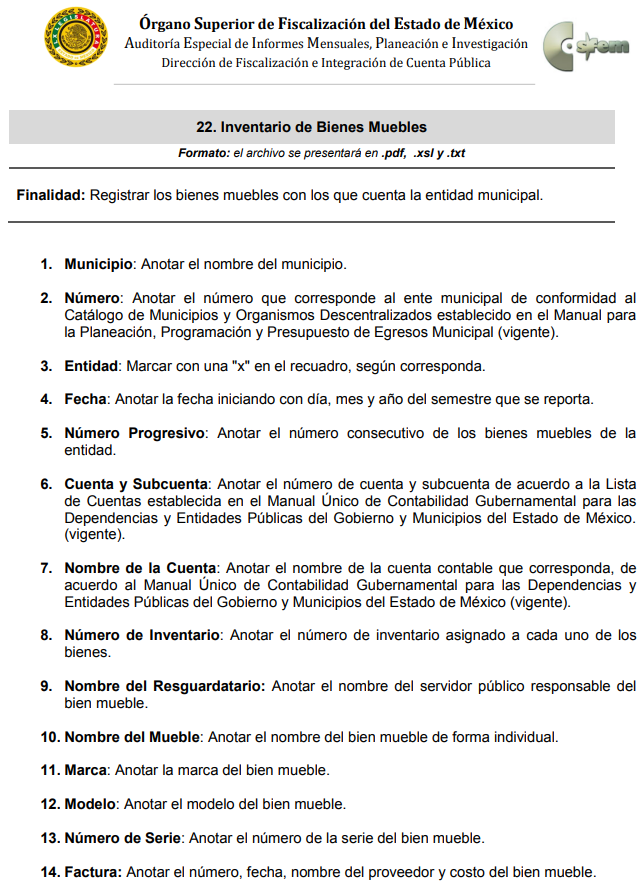 Órgano Superior de Fiscalización del Estado de México
Auditoría Especial de Informes Mensuales, Planeación e Investigación
Dirección de Fiscalización e Integración de Cuenta Pública
osfem
22. Inventario de Bienes Muebles
Formato: el archivo se presentará en .pdf, .xsl y .txt
Finalidad: Registrar los bienes muebles con los que cuenta la entidad municipal.
1. Municipio: Anotar el nombre del municipio.
2. Número: Anotar el número que corresponde al ente municipal de conformidad al
Catálogo de Municipios y Organismos Descentralizados establecido en el Manual para
la Planeación, Programación y Presupuesto de Egresos Municipal (vigente).
3. Entidad: Marcar con una "x" en el recuadro, según corresponda.
4. Fecha: Anotar la fecha iniciando con día, mes y año del semestre que se reporta.
5. Número Progresivo: Anotar el número consecutivo de los bienes muebles de la
entidad.
6. Cuenta y Subcuenta: Anotar el número de cuenta y subcuenta de acuerdo a la Lista
de Cuentas establecida en el Manual Único de Contabilidad Gubernamental para las
Dependencias y Entidades Públicas del Gobierno y Municipios del Estado de México.
(vigente).
7. Nombre de la Cuenta: Anotar el nombre de la cuenta contable que corresponda, de
acuerdo al Manual Único de Contabilidad Gubernamental para las Dependencias y
Entidades Públicas del Gobierno y Municipios del Estado de México (vigente).
8. Número de Inventario: Anotar el número de inventario asignado a cada uno de los
bienes.
9. Nombre del Resguardatario: Anotar el nombre del servidor público responsable del
bien mueble.
10. Nombre del Mueble: Anotar el nombre del bien mueble de forma individual.
11. Marca: Anotar la marca del bien mueble.
12. Modelo: Anotar el modelo del bien mueble.
13. Número de Serie: Anotar el número de la serie del bien mueble.
14. Factura: Anotar el número, fecha, nombre del proveedor y costo del bien mueble.